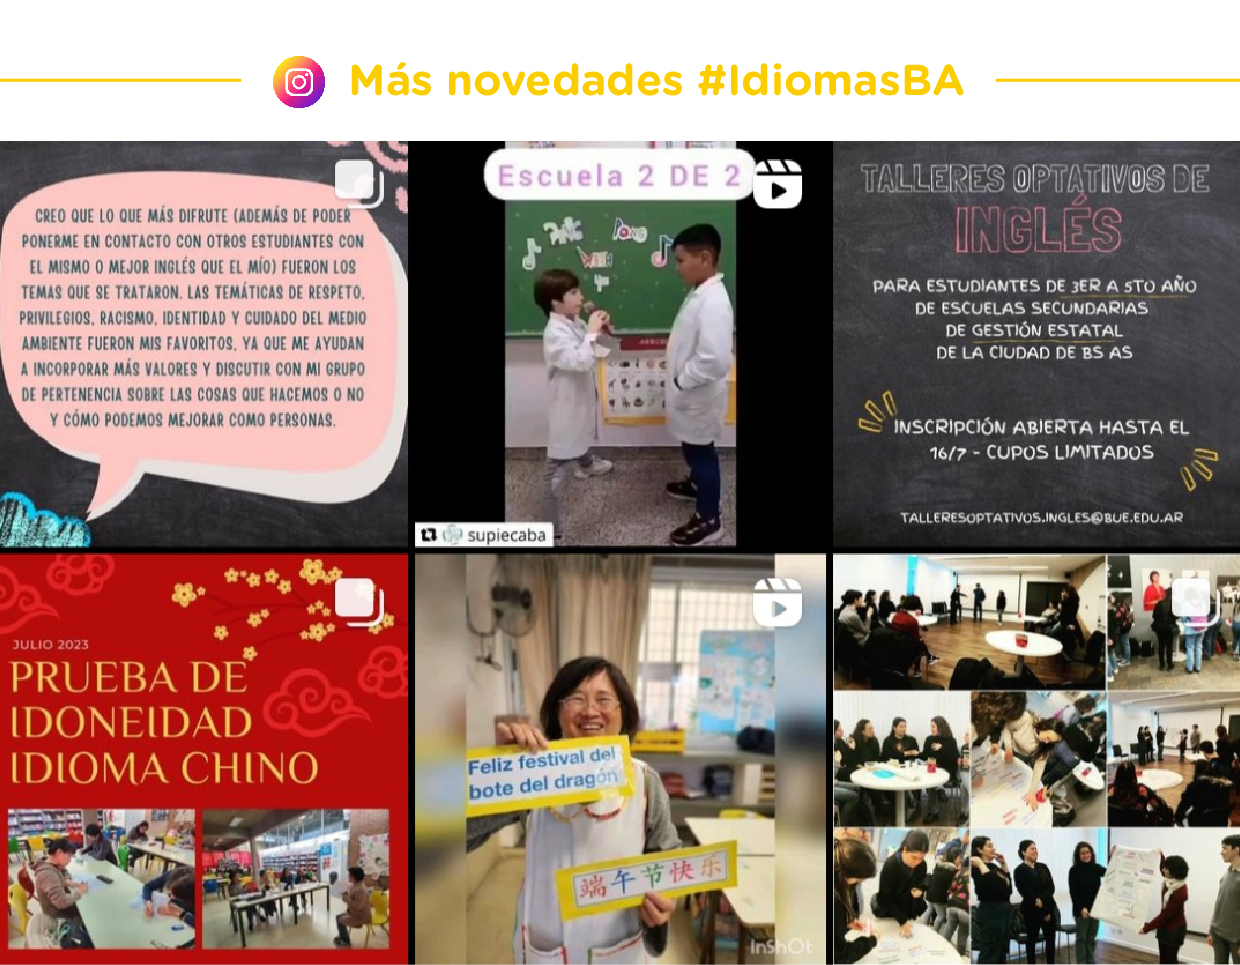 Más novedades #IdiomasBA
CREO QUE LO QUE MÁS DIFRUTE (ADEMÁS DE PODER
PONERME EN CONTACTO CON OTROS ESTUDIANTES CON
EL MISMO O MEJOR INGLÉS QUE EL MÍO) FUERON LOS
TEMAS QUE SE TRATARON. LAS TEMÁTICAS DE RESPETO,
PRIVILEGIOS, RACISMO, IDENTIDAD Y CUIDADO DEL MEDIO
AMBIENTE FUERON MIS FAVORITOS, YA QUE ME AYUDAN
A INCORPORAR MÁS VALORES Y DISCUTIR CON MI GRUPO
DE PERTENENCIA SOBRE LAS COSAS QUE HACEMOS O NO
Y CÓMO PODEMOS MEJORAR COMO PERSONAS.
Escuela 2 DE 2
supiecaba
TALLERES OPTATIVOS DE
INGLÉS
PARA ESTUDIANTES DE 3ER A 5TO AÑO
DE ESCUELAS SECUNDARIAS
DE GESTIÓN ESTATAL
DE LA CIUDAD DE BS AS
INSCRIPCIÓN ABIERTA HASTA EL
16/7 - CUPOS LIMITADOS
TALLERESOPTATIVOS.INGLES@BUE.EDU.AR
JULIO 2023
PRUEBA DE
IDONEIDAD
IDIOMA CHINO
Feliz festival del
bote del dragón
端午节快乐
InShOt